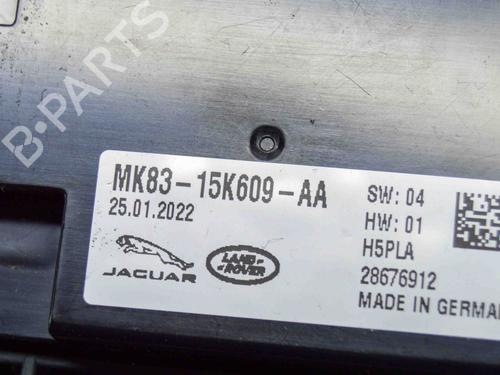 B-PARTS
MK83-15K609-AA
25.01.2022
SW: 04
HW: 01
H5PLA
28676912
MADE IN GERMAN
JAGUAR
LAND
ROVER